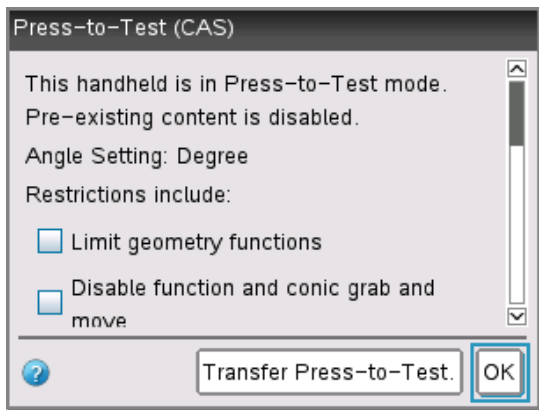 Press-to-Test (CAS)
This handheld is in Press-to-Test mode.
Pre-existing content is disabled.
Angle Setting: Degree
Restrictions include:
Limit geometry functions
Disable function and conic grab and
move
?
Transfer Press-to-Test.
OK